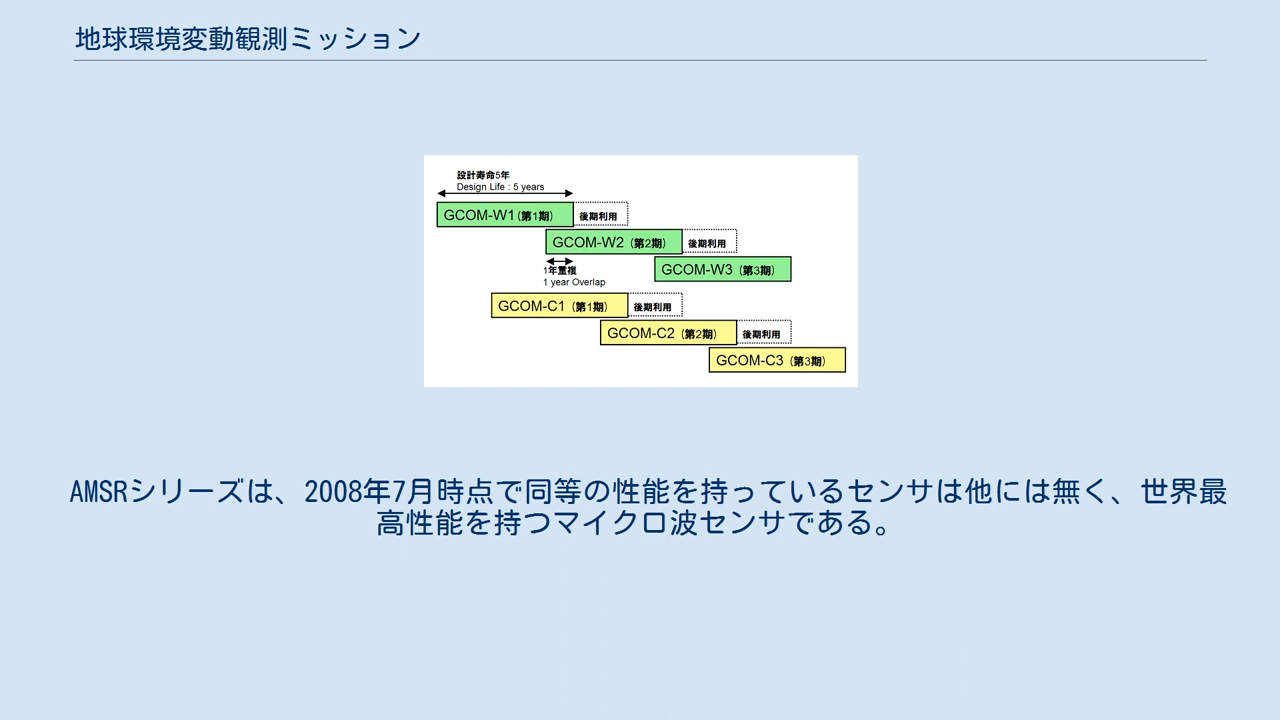 地球環境変動観測ミッション
設計寿命5年
Design Life : 5 years
GCOM-W1 (第1期) 後期利用
GCOM-W2 (第2期) 後期利用
GCOM-W3 (第3期)
1年重複
1 year Overlap
GCOM-C1 (第1期) 後期利用
GCOM-C2 (第2期) 後期利用
GCOM-C3 (第3期)
AMSRシリーズは、2008年7月時点で同等の性能を持っているセンサは他には無く、世界最
高性能を持つマイクロ波センサである。